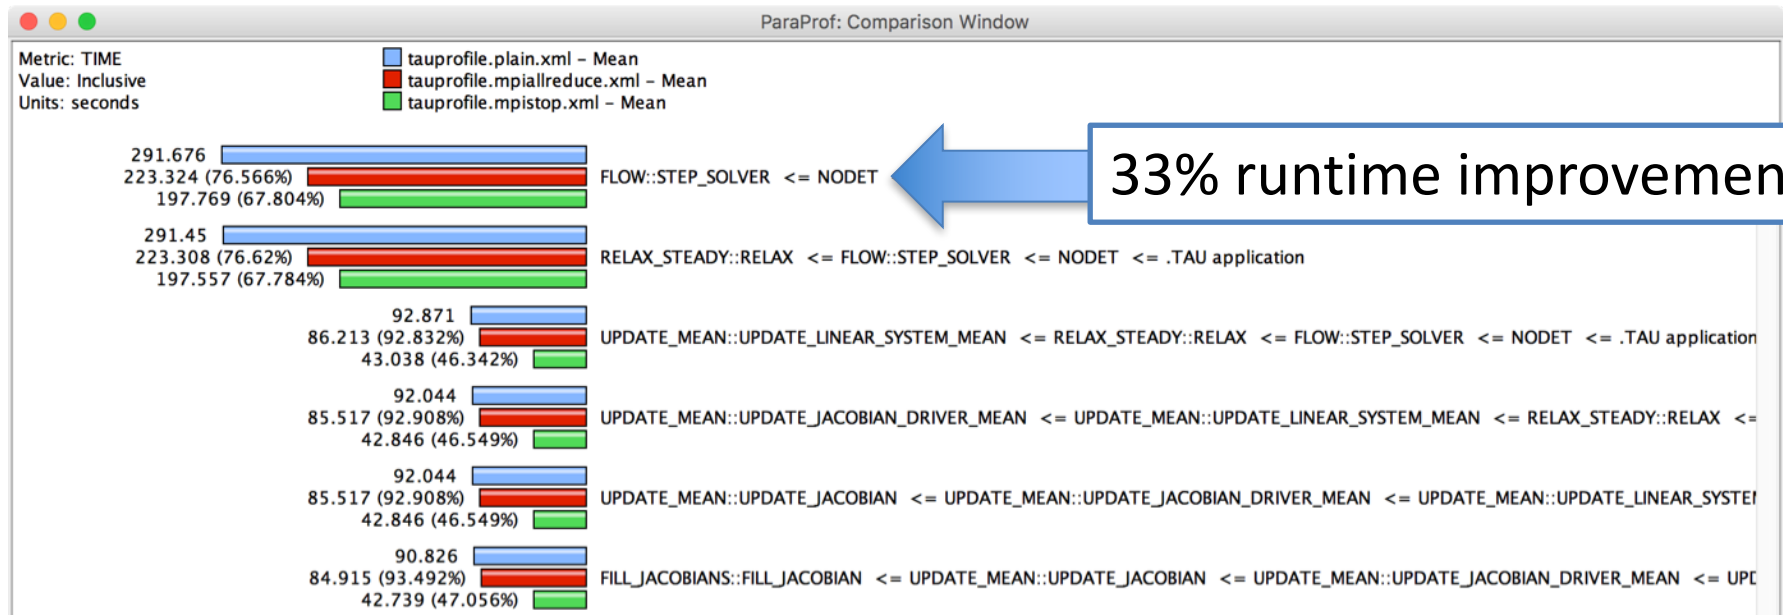 ParaProf: Comparison Window
Metric: TIME
Value: Inclusive
Units: seconds
tauprofile.plain.xml – Mean
tauprofile.mpiallreduce.xml – Mean
tauprofile.mpistop.xml – Mean
33% runtime improvemen
291.676
223.324 (76.566%)
197.769 (67.804%)
FLOW::STEP_SOLVER <= NODET
291.45
223.308 (76.62%)
197.557 (67.784%)
RELAX_STEADY::RELAX <= FLOW::STEP_SOLVER <= NODET <= .TAU application
92.871
86.213 (92.832%)
43.038 (46.342%)
UPDATE_MEAN::UPDATE_LINEAR_SYSTEM_MEAN <= RELAX_STEADY::RELAX <= FLOW::STEP_SOLVER <= NODET <= .TAU application
92.044
85.517 (92.908%)
42.846 (46.549%)
UPDATE_MEAN::UPDATE_JACOBIAN_DRIVER_MEAN <= UPDATE_MEAN::UPDATE_LINEAR_SYSTEM_MEAN <= RELAX_STEADY::RELAX <=
92.044
85.517 (92.908%)
42.846 (46.549%)
UPDATE_MEAN::UPDATE_JACOBIAN <= UPDATE_MEAN::UPDATE_JACOBIAN_DRIVER_MEAN <= UPDATE_MEAN::UPDATE_LINEAR_SYSTE
90.826
84.915 (93.492%)
42.739 (47.056%)
FILL_JACOBIANS::FILL_JACOBIAN <= UPDATE_MEAN::UPDATE_JACOBIAN <= UPDATE_MEAN::UPDATE_JACOBIAN_DRIVER_MEAN <= UPD